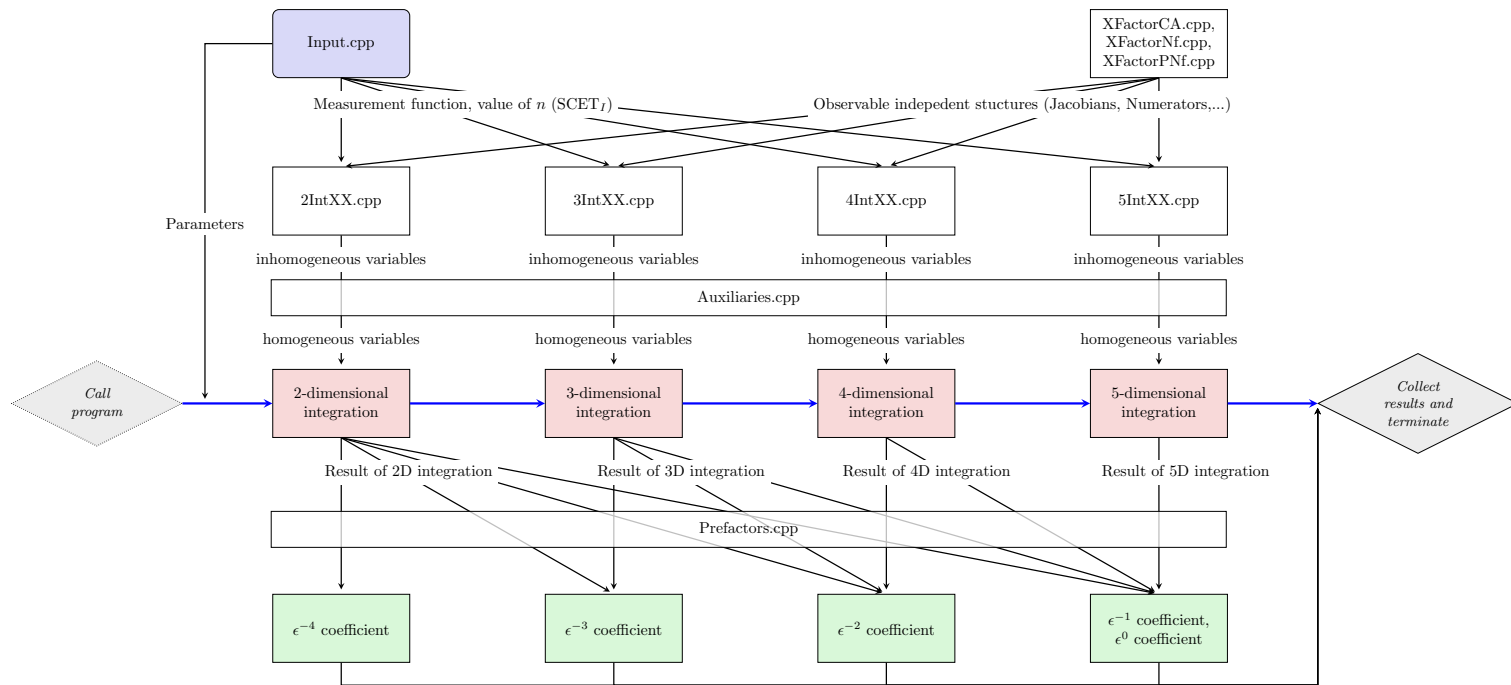 Input.cpp
XFactorCA.cpp,
XFactorNf.cpp,
XFactorPNf.cpp
Measurement function, value of n (SCET_I)
Observable indepedent stuctures (Jacobians, Numerators,...)
2IntXX.cpp
3IntXX.cpp
4IntXX.cpp
5IntXX.cpp
Parameters
inhomogeneous variables
inhomogeneous variables
inhomogeneous variables
inhomogeneous variables
Auxiliaries.cpp
homogeneous variables
homogeneous variables
homogeneous variables
homogeneous variables
Call
program
2-dimensional
integration
3-dimensional
integration
4-dimensional
integration
5-dimensional
integration
Collect
results and
terminate
Result of 2D integration
Result of 3D integration
Result of 4D integration
Result of 5D integration
Prefactors.cpp
ϵ⁻⁴ coefficient
ϵ⁻³ coefficient
ϵ⁻² coefficient
ϵ⁻¹ coefficient,
ϵ⁰ coefficient